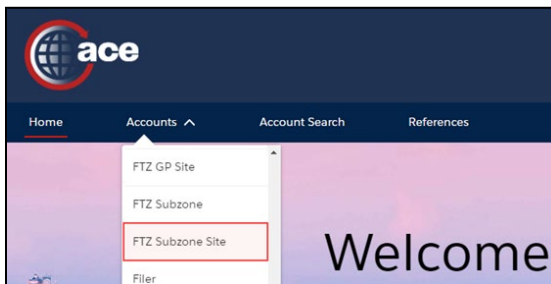 ace
Home Accounts Account Search References
FTZ GP Site
FTZ Subzone
FTZ Subzone Site
Welcome
Filer